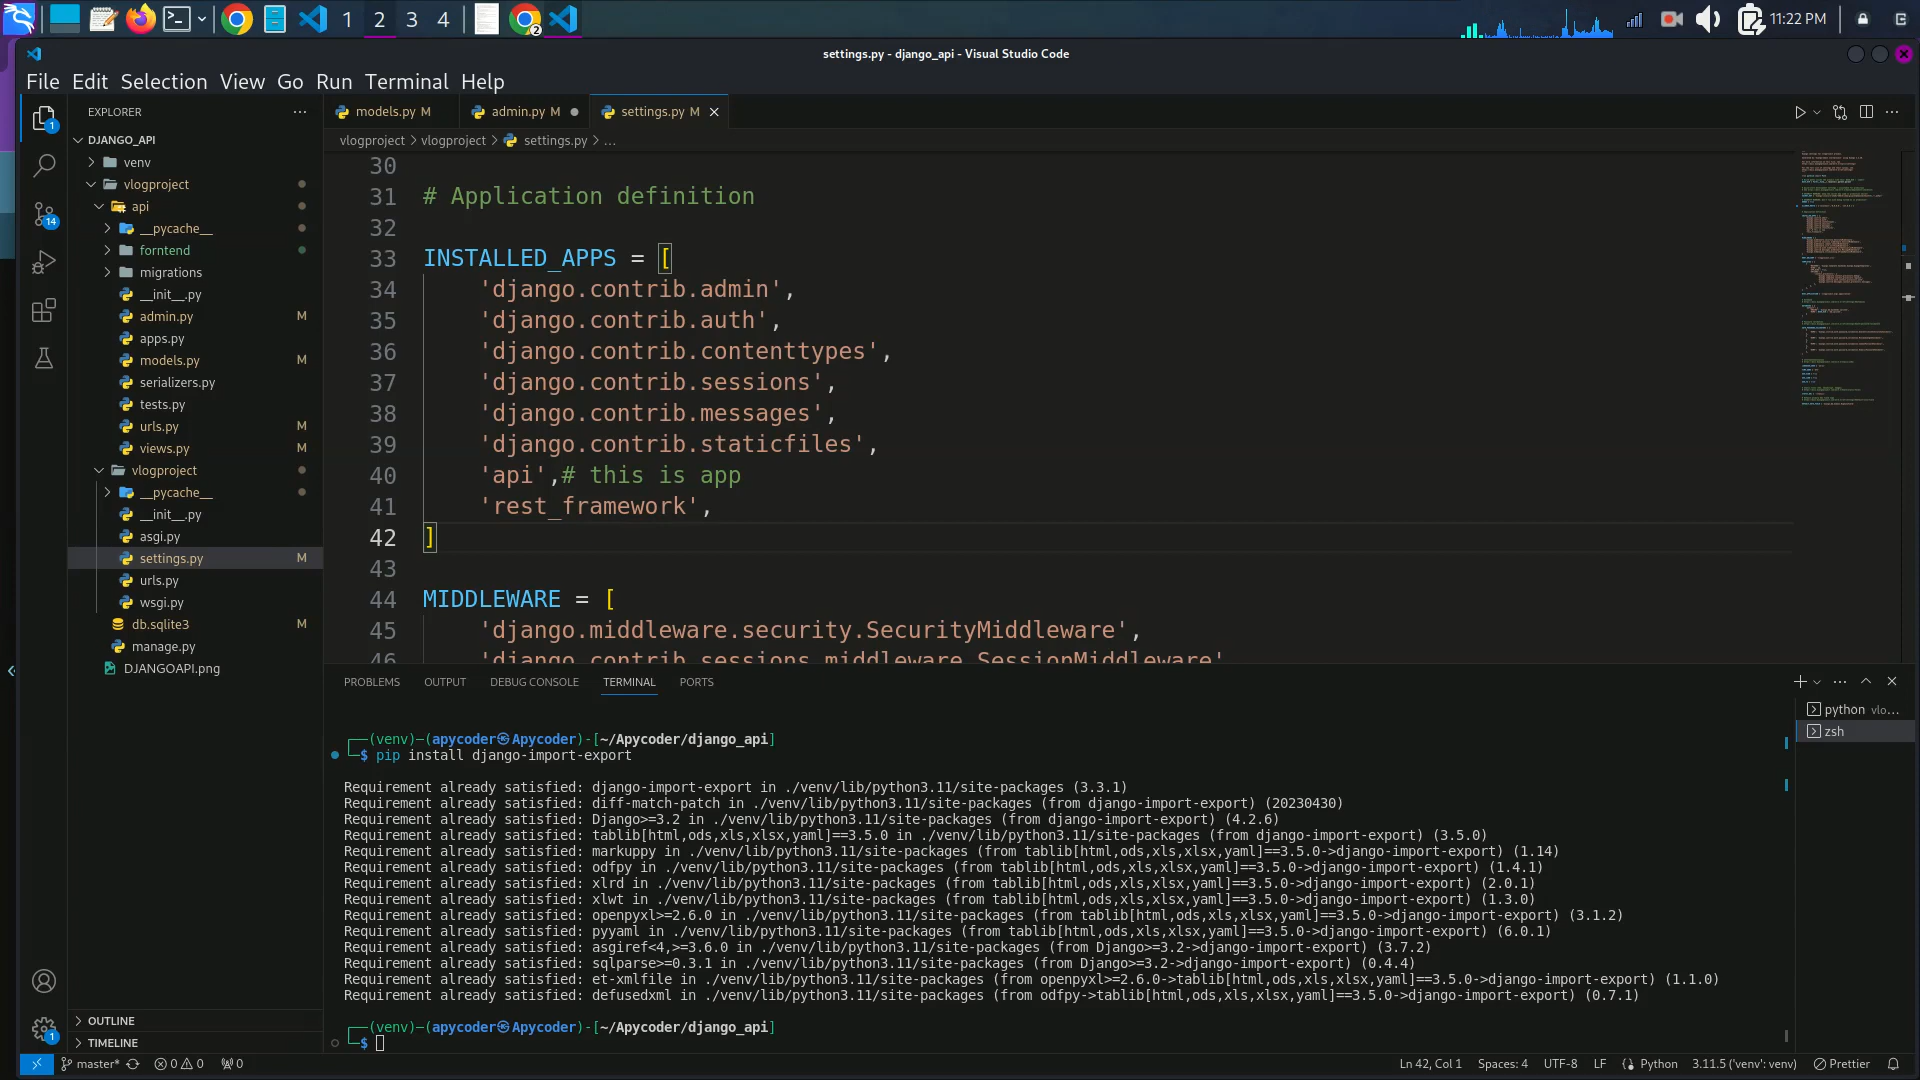 1 2 3 4
2
11:22 PM
settings.py - django_api - Visual Studio Code
File Edit Selection View Go Run Terminal Help
EXPLORER
models.py M
admin.py M
settings.py M
DJANGO_API
vlogproject > vlogproject > settings.py > ...
venv
vlogproject
api
__pycache__
forntend
migrations
__init__.py
admin.py M
apps.py
models.py M
serializers.py
tests.py
urls.py M
views.py M
vlogproject
__pycache__
__init__.py
asgi.py
settings.py M
urls.py
wsgi.py
db.sqlite3 M
manage.py
DJANGOAPI.png
OUTLINE
TIMELINE
1
14
1
30
31 # Application definition
32
33 INSTALLED_APPS = [
34 'django.contrib.admin',
35 'django.contrib.auth',
36 'django.contrib.contenttypes',
37 'django.contrib.sessions',
38 'django.contrib.messages',
39 'django.contrib.staticfiles',
40 'api',# this is app
41 'rest_framework',
42 ]
43
44 MIDDLEWARE = [
45 'django.middleware.security.SecurityMiddleware',
46 'django.contrib.sessions.middleware.SessionMiddleware'
PROBLEMS OUTPUT DEBUG CONSOLE TERMINAL PORTS
python vlo...
zsh
┌──(venv)─(apycoder㉿Apycoder)-[~/Apycoder/django_api]
└─$ pip install django-import-export
Requirement already satisfied: django-import-export in ./venv/lib/python3.11/site-packages (3.3.1)
Requirement already satisfied: diff-match-patch in ./venv/lib/python3.11/site-packages (from django-import-export) (20230430)
Requirement already satisfied: Django>=3.2 in ./venv/lib/python3.11/site-packages (from django-import-export) (4.2.6)
Requirement already satisfied: tablib[html,ods,xls,xlsx,yaml]==3.5.0 in ./venv/lib/python3.11/site-packages (from django-import-export) (3.5.0)
Requirement already satisfied: markuppy in ./venv/lib/python3.11/site-packages (from tablib[html,ods,xls,xlsx,yaml]==3.5.0->django-import-export) (1.14)
Requirement already satisfied: odfpy in ./venv/lib/python3.11/site-packages (from tablib[html,ods,xls,xlsx,yaml]==3.5.0->django-import-export) (1.4.1)
Requirement already satisfied: xlrd in ./venv/lib/python3.11/site-packages (from tablib[html,ods,xls,xlsx,yaml]==3.5.0->django-import-export) (2.0.1)
Requirement already satisfied: xlwt in ./venv/lib/python3.11/site-packages (from tablib[html,ods,xls,xlsx,yaml]==3.5.0->django-import-export) (1.3.0)
Requirement already satisfied: openpyxl>=2.6.0 in ./venv/lib/python3.11/site-packages (from tablib[html,ods,xls,xlsx,yaml]==3.5.0->django-import-export) (3.1.2)
Requirement already satisfied: pyyaml in ./venv/lib/python3.11/site-packages (from tablib[html,ods,xls,xlsx,yaml]==3.5.0->django-import-export) (6.0.1)
Requirement already satisfied: asgiref<4,>=3.6.0 in ./venv/lib/python3.11/site-packages (from Django>=3.2->django-import-export) (3.7.2)
Requirement already satisfied: sqlparse>=0.3.1 in ./venv/lib/python3.11/site-packages (from Django>=3.2->django-import-export) (0.4.4)
Requirement already satisfied: et-xmlfile in ./venv/lib/python3.11/site-packages (from openpyxl>=2.6.0->tablib[html,ods,xls,xlsx,yaml]==3.5.0->django-import-export) (1.1.0)
Requirement already satisfied: defusedxml in ./venv/lib/python3.11/site-packages (from odfpy->tablib[html,ods,xls,xlsx,yaml]==3.5.0->django-import-export) (0.7.1)
┌──(venv)─(apycoder㉿Apycoder)-[~/Apycoder/django_api]
└─$
master* 0 0 0 Ln 42, Col 1 Spaces: 4 UTF-8 LF Python 3.11.5 ('venv': venv) Prettier